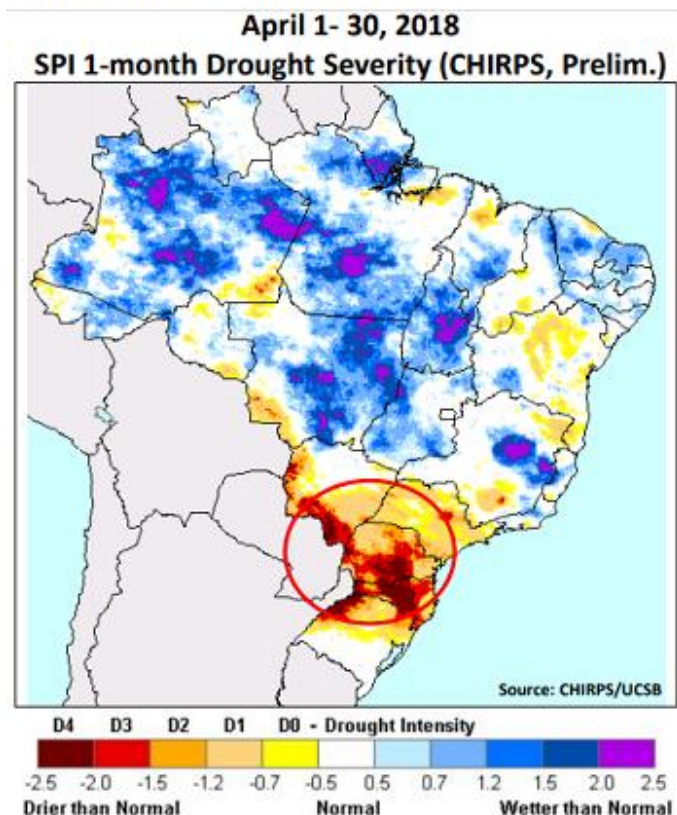 April 1- 30, 2018
SPI 1-month Drought Severity (CHIRPS, Prelim.)
Source: CHIRPS/UCSB
D4 D3 D2 D1 D0 - Drought Intensity
-2.5 -2.0 -1.5 -1.2 -0.7 -0.5 0.5 0.7 1.2 1.5 2.0 2.5
Drier than Normal Normal Wetter than Normal